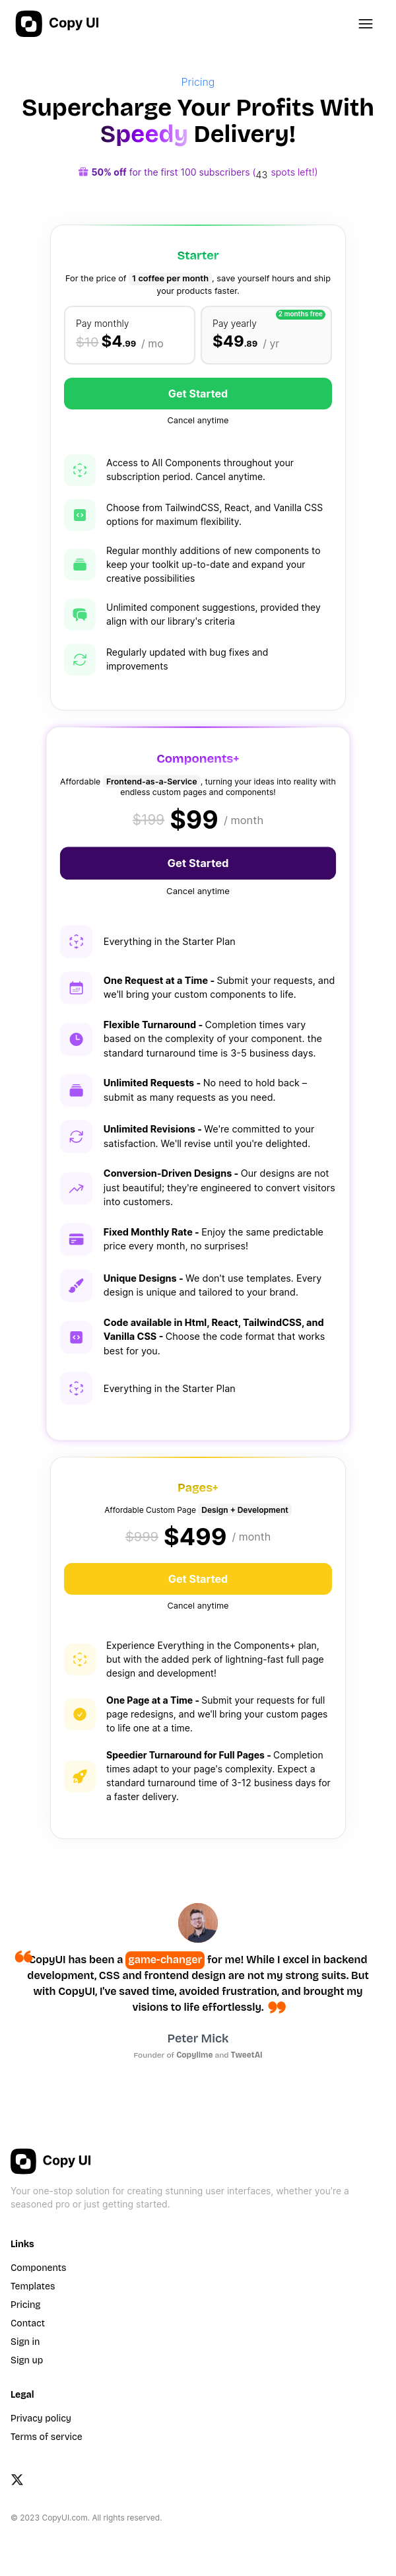 Copy UI
Pricing
Supercharge Your Profits With
Speedy Delivery!
50% off for the first 100 subscribers (43 spots left!)
Starter
For the price of 1 coffee per month , save yourself hours and ship
your products faster.
2 months free
Pay monthly
$10 $4.99 / mo
Pay yearly
$49.89 / yr
Get Started
Cancel anytime
Access to All Components throughout your
subscription period. Cancel anytime.
Choose from TailwindCSS, React, and Vanilla CSS
options for maximum flexibility.
Regular monthly additions of new components to
keep your toolkit up-to-date and expand your
creative possibilities
Unlimited component suggestions, provided they
align with our library's criteria
Regularly updated with bug fixes and
improvements
Components+
Affordable Frontend-as-a-Service , turning your ideas into reality with
endless custom pages and components!
$199 $99 / month
Get Started
Cancel anytime
Everything in the Starter Plan
One Request at a Time - Submit your requests, and
we'll bring your custom components to life.
Flexible Turnaround - Completion times vary
based on the complexity of your component. the
standard turnaround time is 3-5 business days.
Unlimited Requests - No need to hold back –
submit as many requests as you need.
Unlimited Revisions - We're committed to your
satisfaction. We'll revise until you're delighted.
Conversion-Driven Designs - Our designs are not
just beautiful; they're engineered to convert visitors
into customers.
Fixed Monthly Rate - Enjoy the same predictable
price every month, no surprises!
Unique Designs - We don't use templates. Every
design is unique and tailored to your brand.
Code available in Html, React, TailwindCSS, and
Vanilla CSS - Choose the code format that works
best for you.
Everything in the Starter Plan
Pages+
Affordable Custom Page Design + Development
$999 $499 / month
Get Started
Cancel anytime
Experience Everything in the Components+ plan,
but with the added perk of lightning-fast full page
design and development!
One Page at a Time - Submit your requests for full
page redesigns, and we'll bring your custom pages
to life one at a time.
Speedier Turnaround for Full Pages - Completion
times adapt to your page's complexity. Expect a
standard turnaround time of 3-12 business days for
a faster delivery.
CopyUI has been a game-changer for me! While I excel in backend
development, CSS and frontend design are not my strong suits. But
with CopyUI, I've saved time, avoided frustration, and brought my
visions to life effortlessly.
Peter Mick
Founder of Copylime and TweetAI
Copy UI
Your one-stop solution for creating stunning user interfaces, whether you're a
seasoned pro or just getting started.
Links
Components
Templates
Pricing
Contact
Sign in
Sign up
Legal
Privacy policy
Terms of service
© 2023 CopyUI.com. All rights reserved.